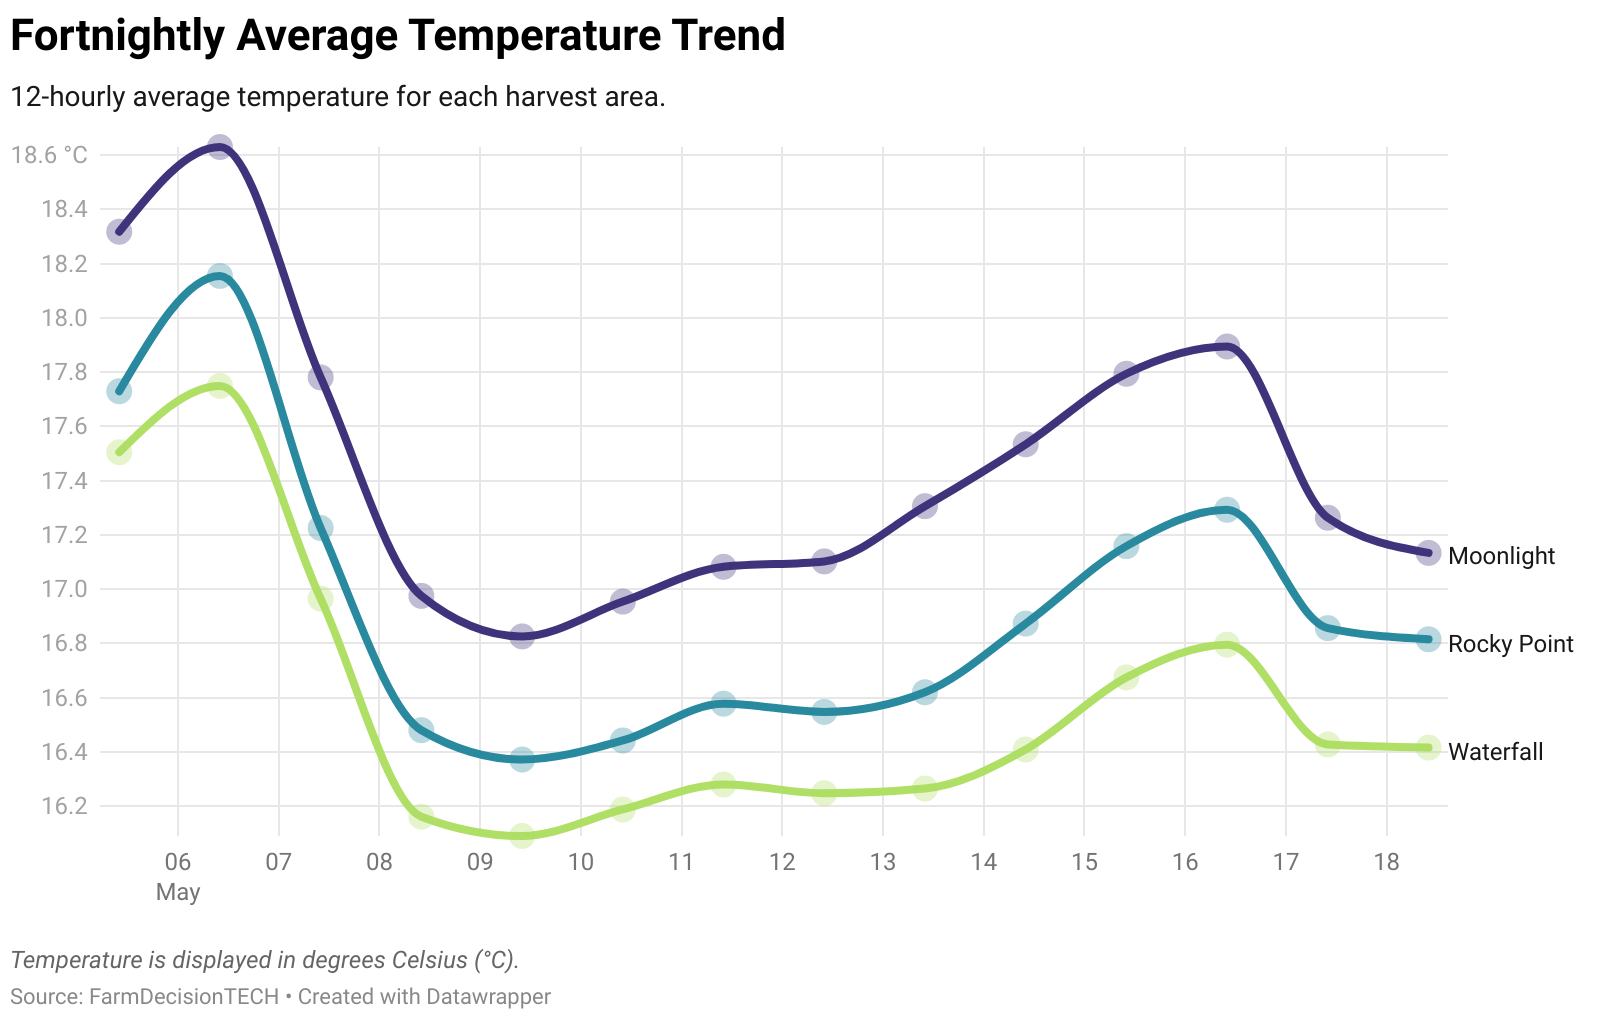 Fortnightly Average Temperature Trend
12-hourly average temperature for each harvest area.
18.6 °C
18.4
18.2
18.0
17.8
17.6
17.4
17.2
17.0
16.8
16.6
16.4
16.2
Moonlight
Rocky Point
Waterfall
06 07 08 09 10 11 12 13 14 15 16 17 18
May
Temperature is displayed in degrees Celsius (°C).
Source: FarmDecisionTECH • Created with Datawrapper